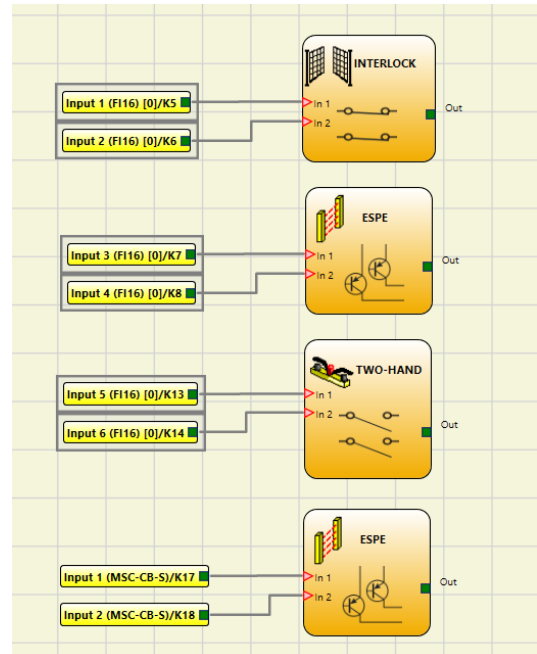 INTERLOCK
Input 1 (FI16) [0]/K5
In 1
Out
Input 2 (FI16) [0]/K6
In 2
ESPE
Input 3 (FI16) [0]/K7
In 1
Out
Input 4 (FI16) [0]/K8
In 2
TWO-HAND
Input 5 (FI16) [0]/K13
In 1
Input 6 (FI16) [0]/K14
In 2
Out
ESPE
Input 1 (MSC-CB-S)/K17
In 1
Out
Input 2 (MSC-CB-S)/K18
In 2